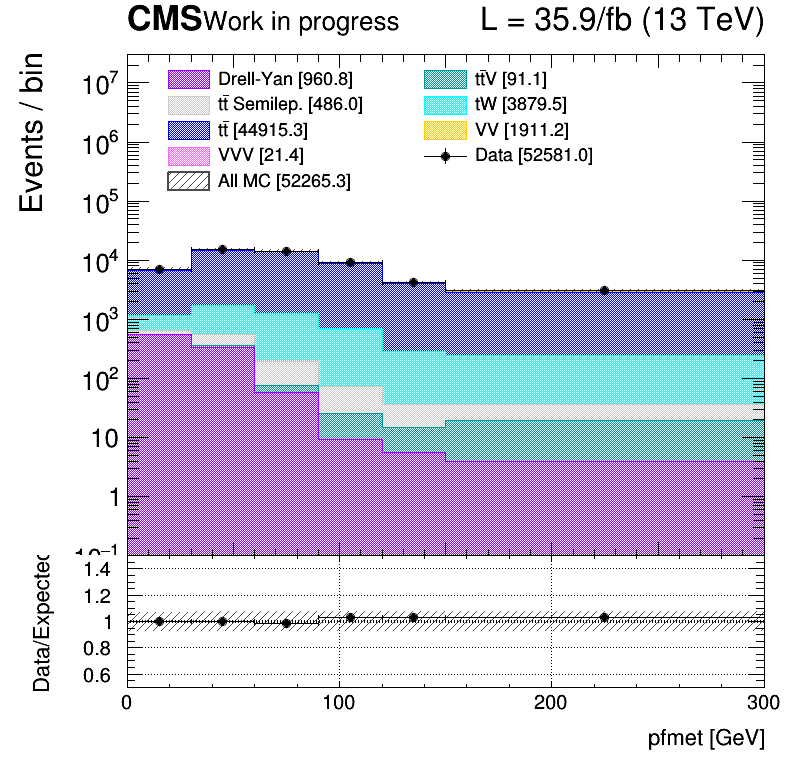 CMS Work in progress L = 35.9/fb (13 TeV)
Events / bin
Drell-Yan [960.8]
tt̄ Semilep. [486.0]
tt̄ [44915.3]
VVV [21.4]
All MC [52265.3]
tt̄V [91.1]
tW [3879.5]
VV [1911.2]
Data [52581.0]
10⁷
10⁶
10⁵
10⁴
10³
10²
10
1
10⁻¹
Data/Expected
1.4
1.2
1
0.8
0.6
0 100 200 300
pfmet [GeV]